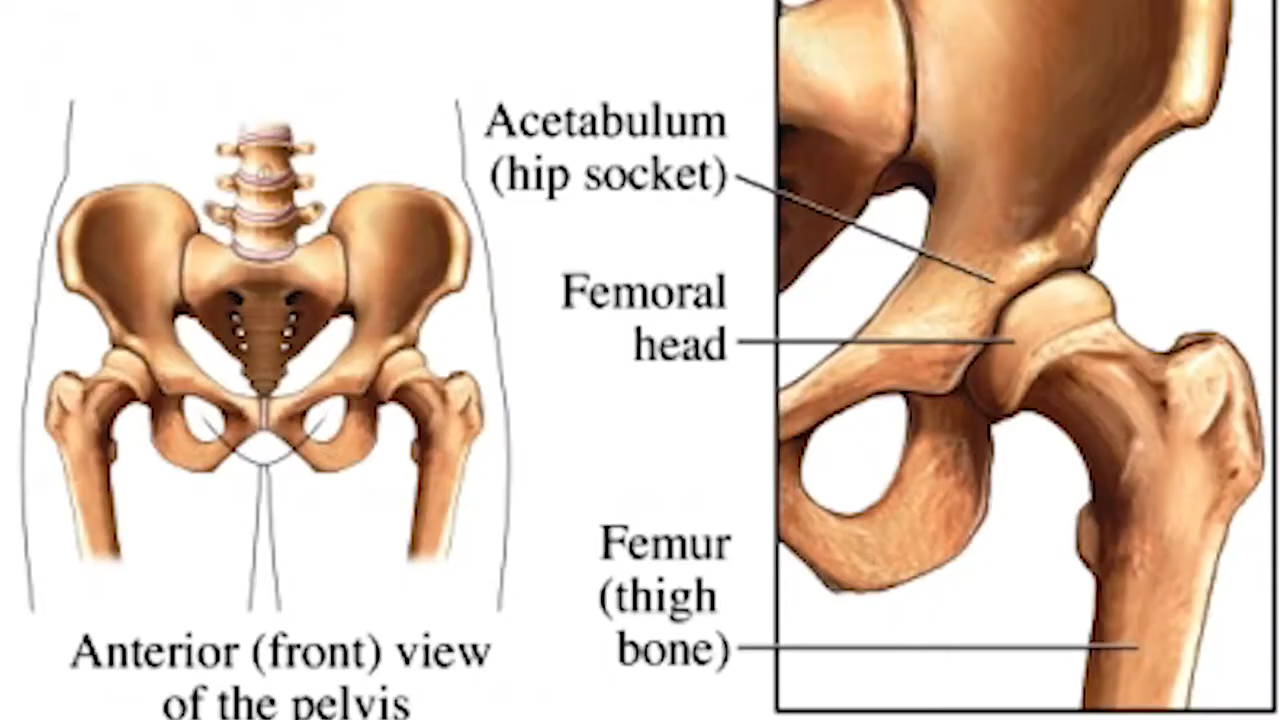 Acetabulum
(hip socket)
Femoral
head
Femur
(thigh
bone)
Anterior (front) view
of the pelvis